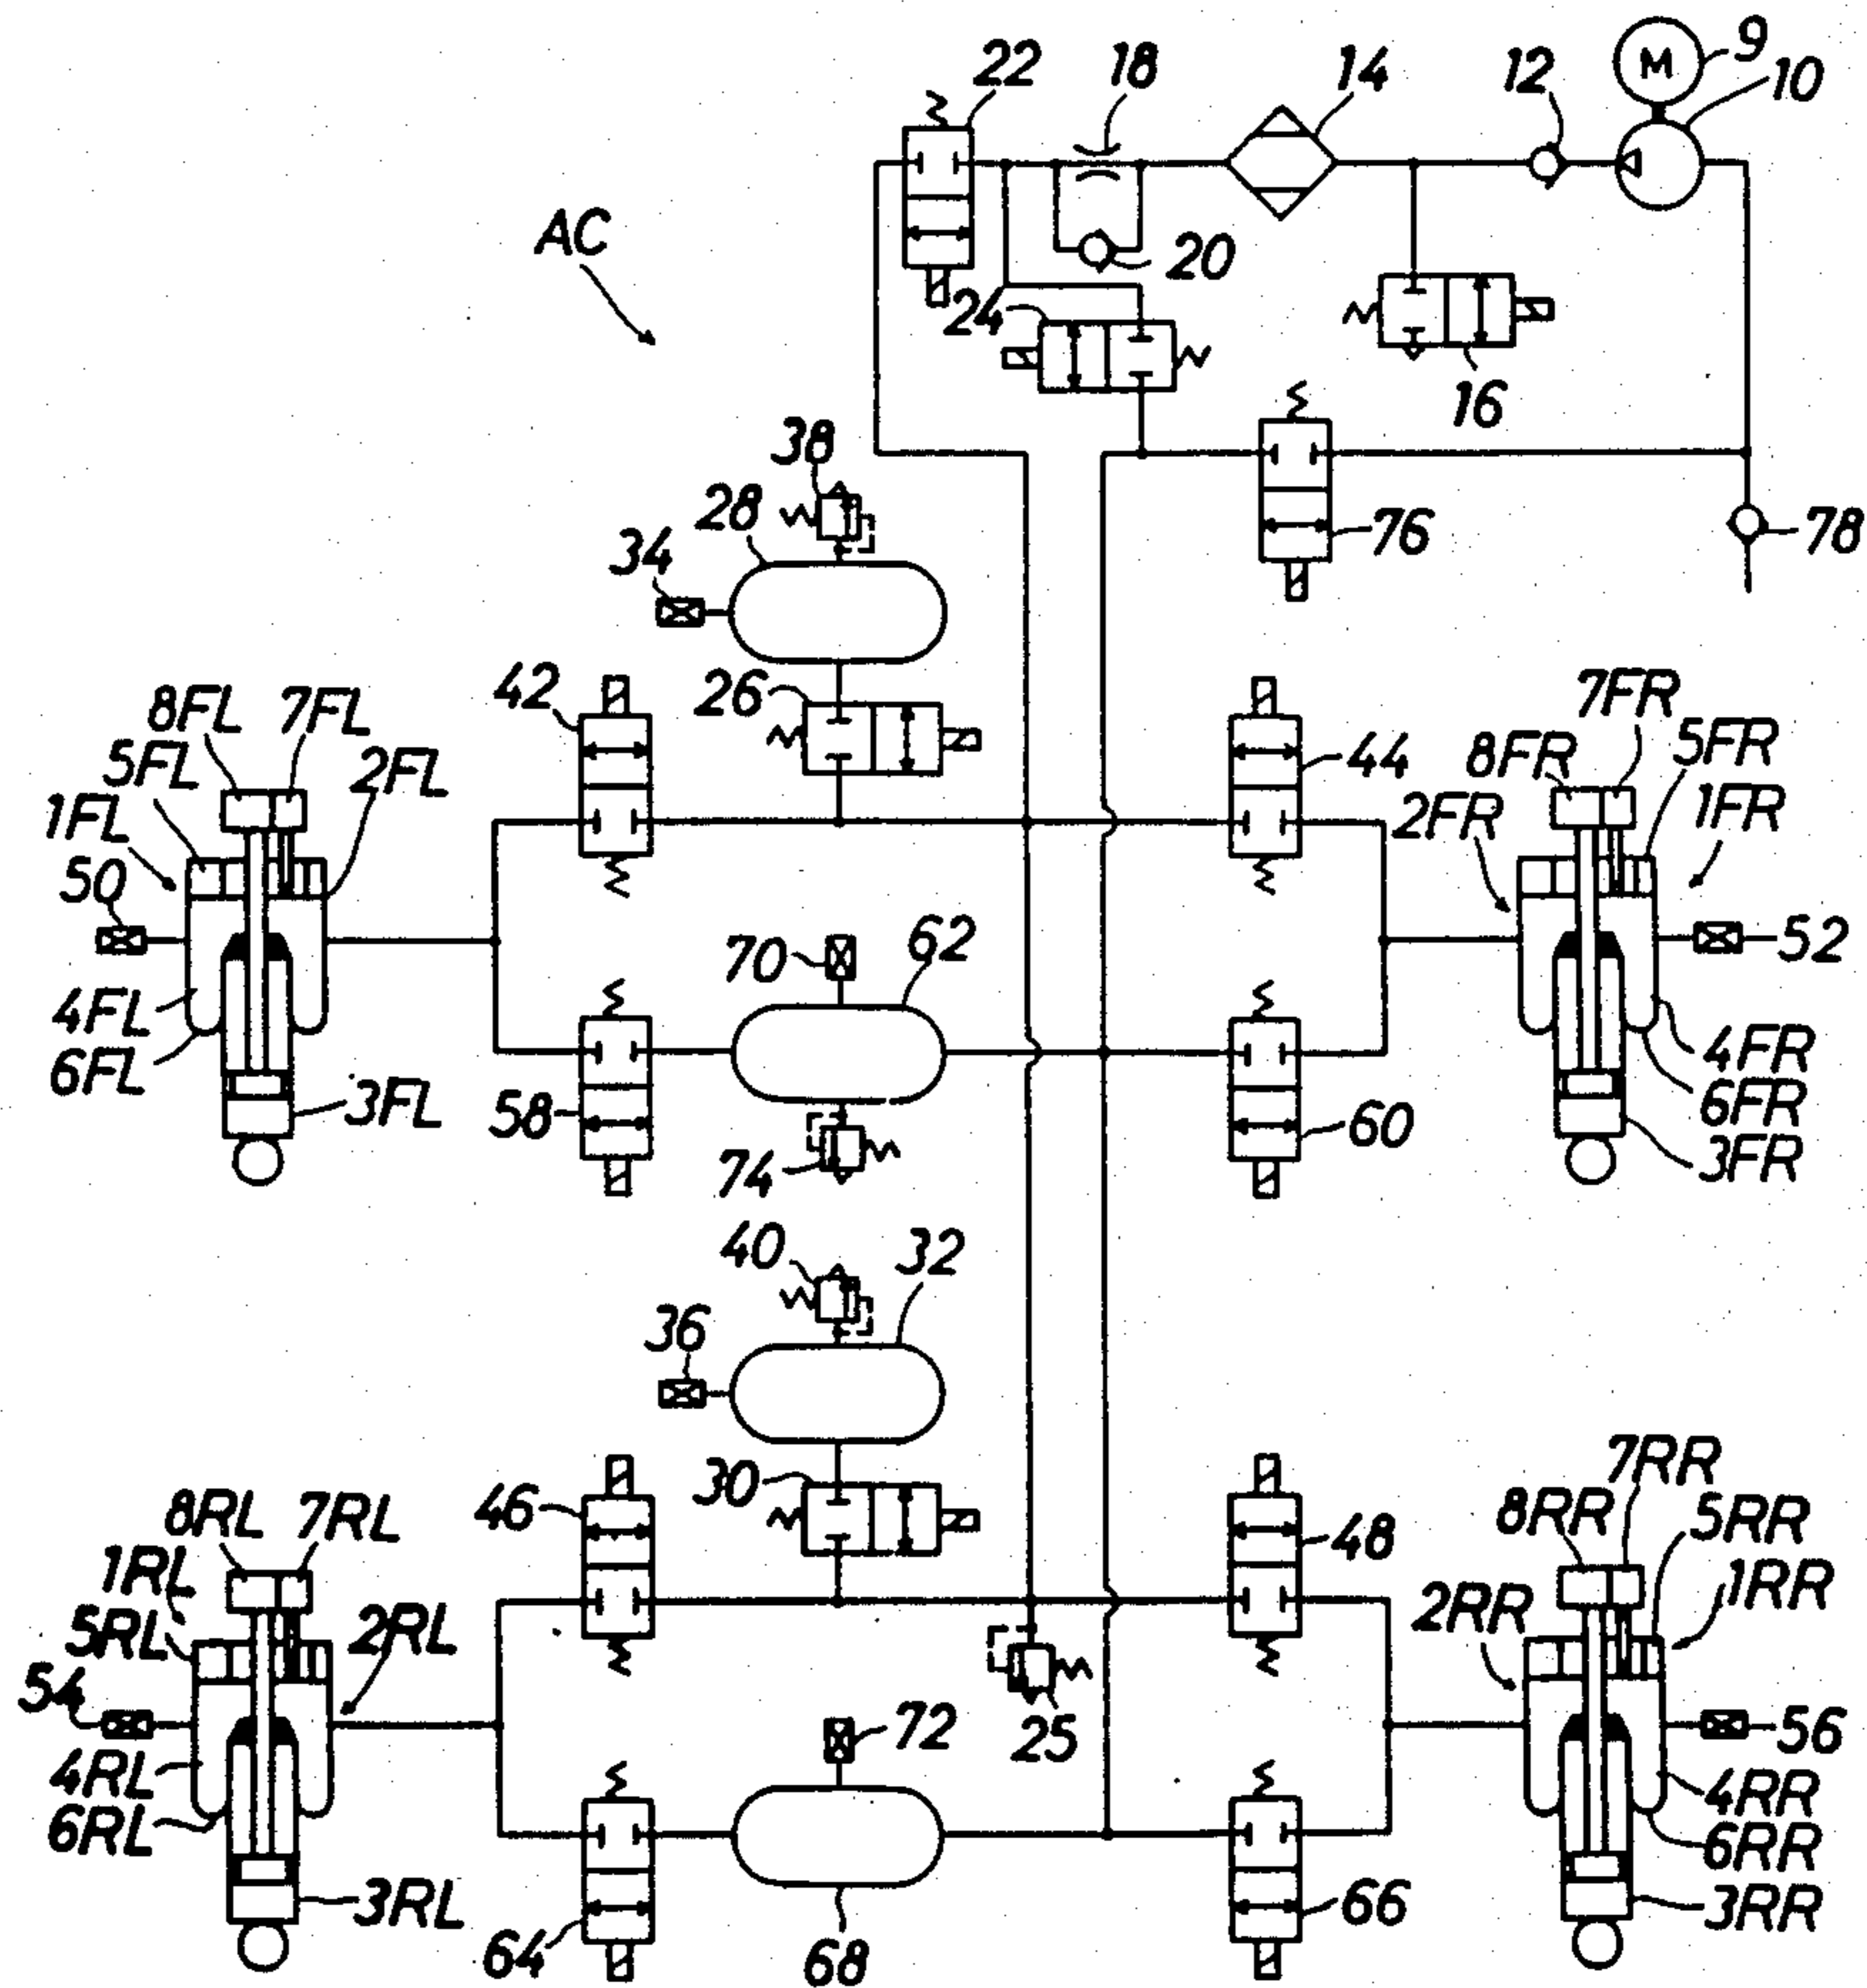 22 18 14 12 M 9
10
AC
20
24
16
38
28
76 78
34
42 26
8FL 7FL
5FL 2FL
1FL
50
44
7FR
8FR 5FR
2FR 1FR
70 62
52
4FL
6FL
3FL
58
74
60
4FR
6FR
3FR
40 32
36
46 30
8RL 7RL
1RL
5RL 2RL
54
48
7RR
8RR 5RR
2RR 1RR
72 25
56
4RL
6RL
3RL
64 68
66
4RR
6RR
3RR